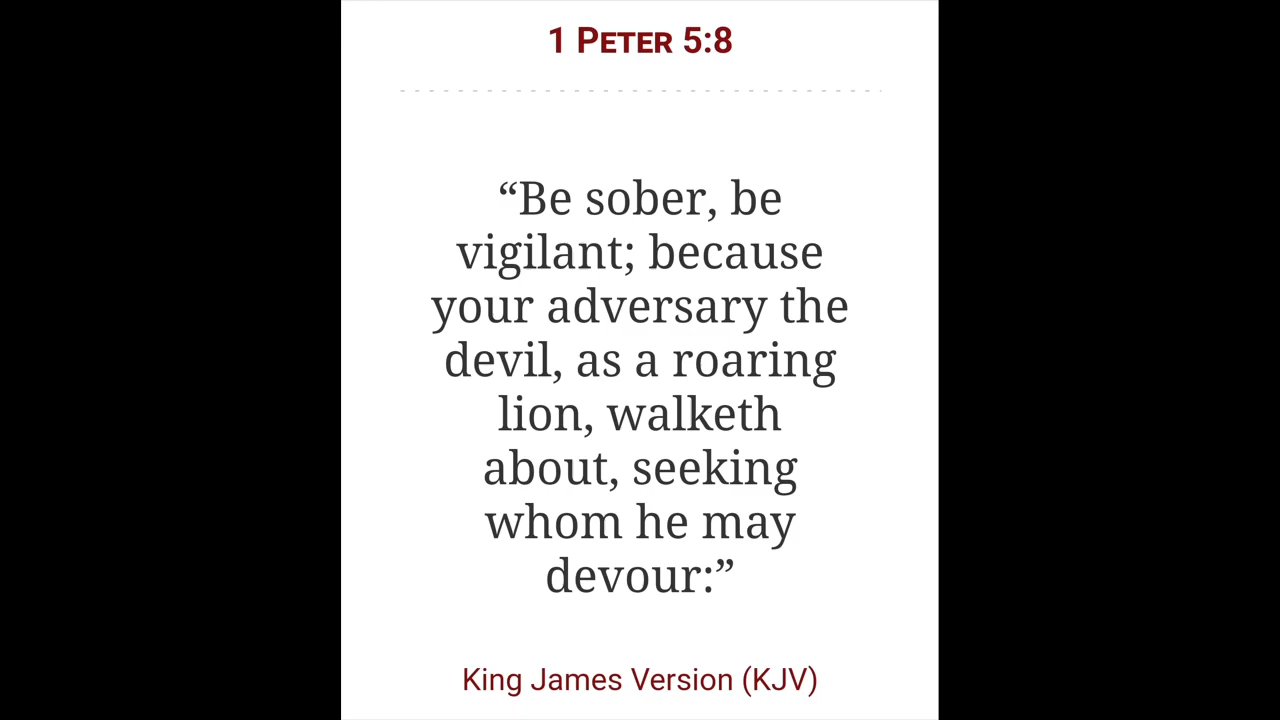 1 PETER 5:8
“Be sober, be
vigilant; because
your adversary the
devil, as a roaring
lion, walketh
about, seeking
whom he may
devour:”
King James Version (KJV)